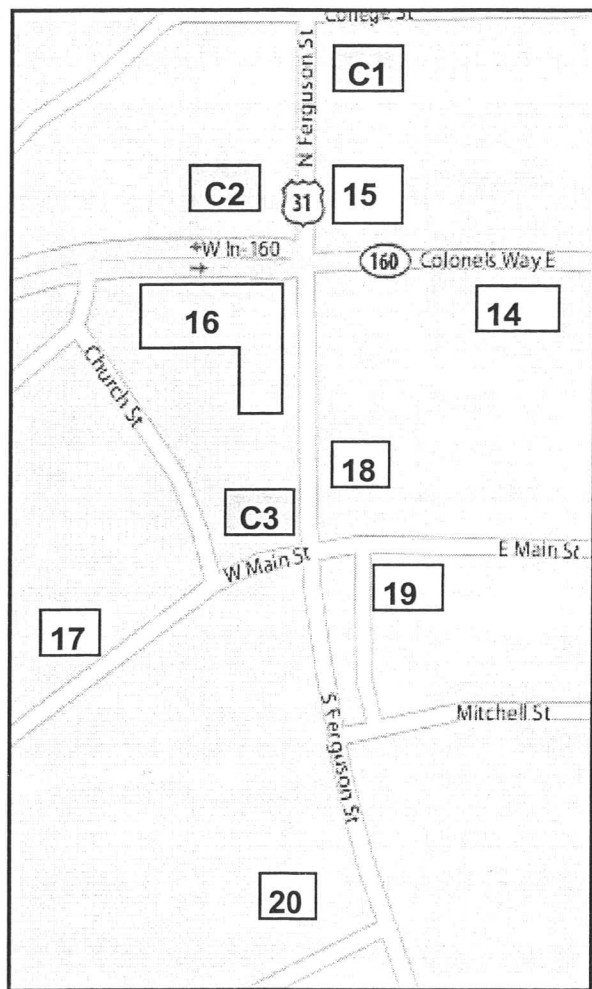 College St
C1
N Ferguson St
C2
31
15
←W In-160
→
160 Colonels Way E
16
14
Church St
18
C3
W Main St
E Main St
19
17
S Ferguson St
Mitchell St
20